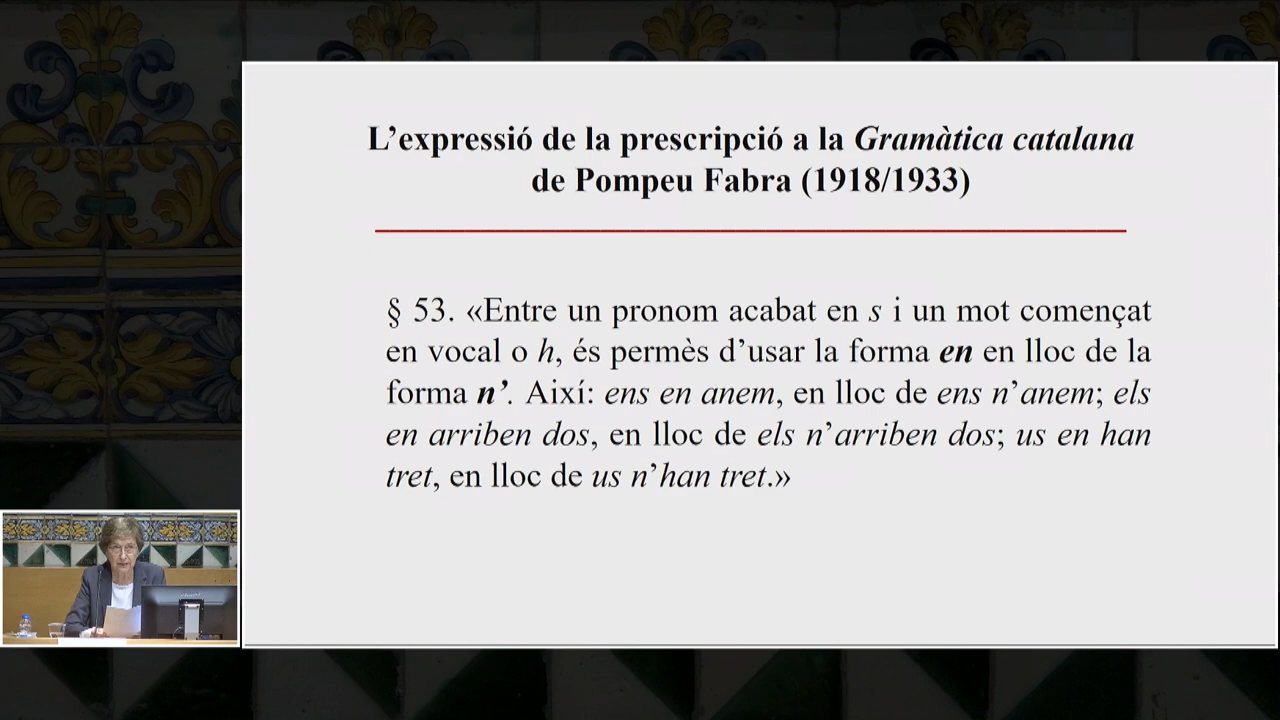 L’expressió de la prescripció a la Gramàtica catalana
de Pompeu Fabra (1918/1933)
§ 53. «Entre un pronom acabat en s i un mot començat
en vocal o h, és permès d’usar la forma en en lloc de la
forma n’. Així: ens en anem, en lloc de ens n’anem; els
en arriben dos, en lloc de els n’arriben dos; us en han
tret, en lloc de us n’han tret.»